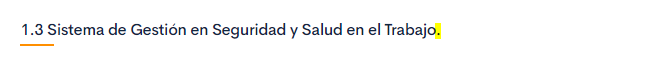 1.3 Sistema de Gestión en Seguridad y Salud en el Trabajo.